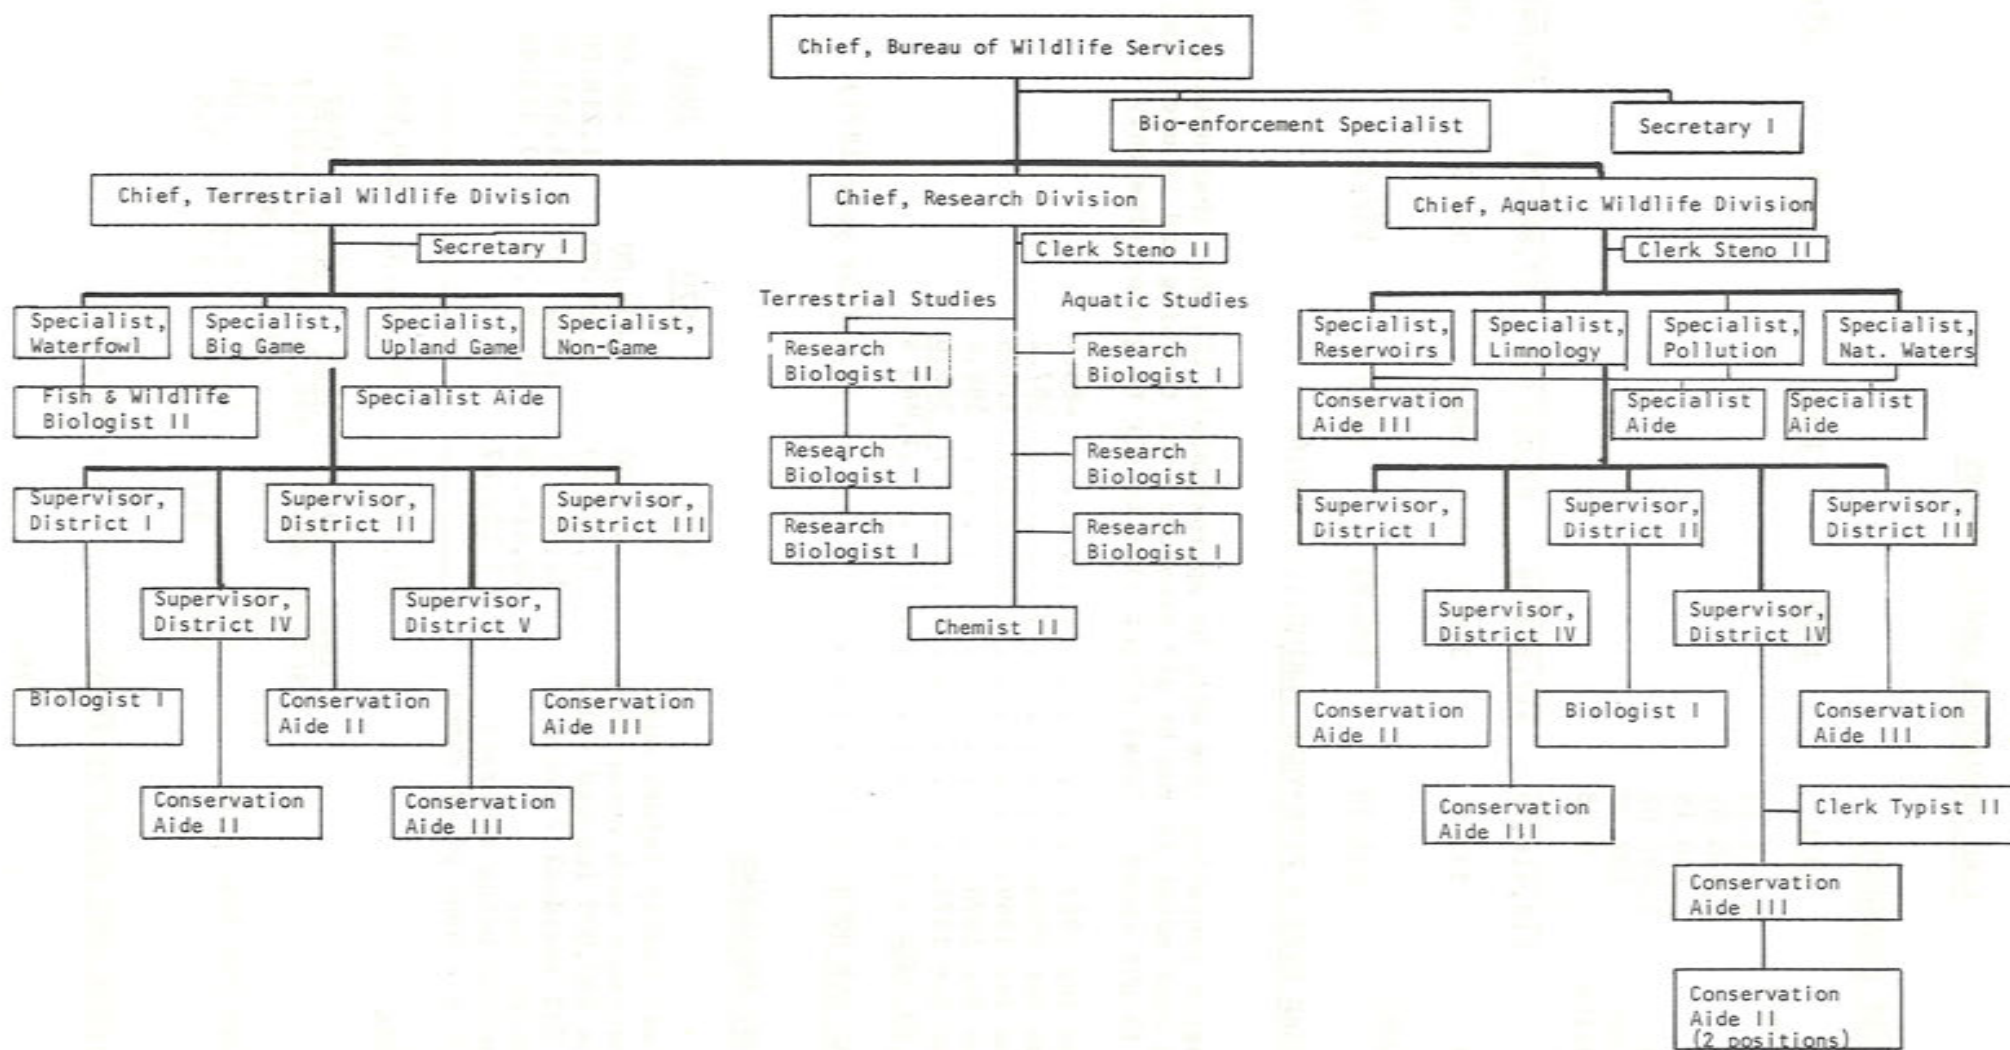 Chief, Bureau of Wildlife Services
Bio-enforcement Specialist
Secretary I
Chief, Terrestrial Wildlife Division
Chief, Research Division
Chief, Aquatic Wildlife Division
Secretary I
Clerk Steno II
Clerk Steno II
Specialist,
Waterfowl
Specialist,
Big Game
Specialist,
Upland Game
Specialist,
Non-Game
Fish & Wildlife
Biologist II
Specialist Aide
Supervisor,
District I
Supervisor,
District II
Supervisor,
District III
Supervisor,
District IV
Supervisor,
District V
Biologist I
Conservation
Aide II
Conservation
Aide III
Conservation
Aide II
Conservation
Aide III
Terrestrial Studies
Aquatic Studies
Research
Biologist II
Research
Biologist I
Research
Biologist I
Research
Biologist I
Research
Biologist I
Research
Biologist I
Chemist II
Specialist,
Reservoirs
Specialist,
Limnology
Specialist,
Pollution
Specialist,
Nat. Waters
Conservation
Aide III
Specialist
Aide
Specialist
Aide
Supervisor,
District I
Supervisor,
District II
Supervisor,
District III
Supervisor,
District IV
Supervisor,
District IV
Conservation
Aide II
Biologist I
Conservation
Aide III
Conservation
Aide III
Clerk Typist II
Conservation
Aide III
Conservation
Aide II
(2 positions)